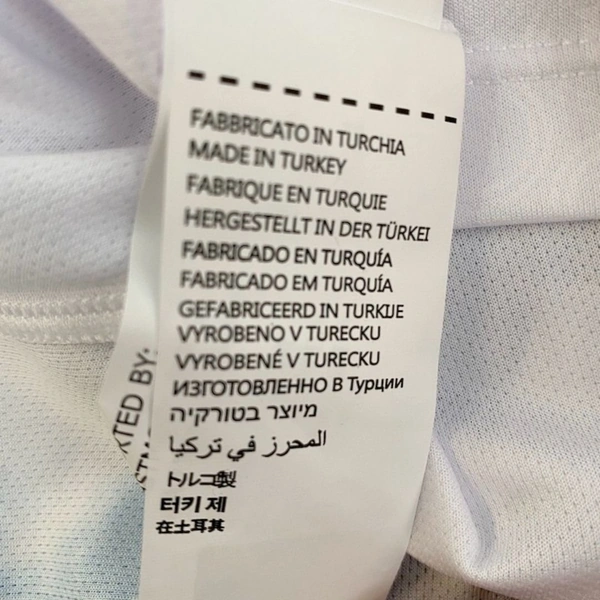 FABBRICATO IN TURCHIA
MADE IN TURKEY
FABRIQUE EN TURQUIE
HERGESTELLT IN DER TÜRKEI
FABRICADO EN TURQUÍA
FABRICADO EM TURQUÍA
GEFABRICEERD IN TURKIJE
VYROBENO V TURECKU
VYROBENÉ V TURECKU
ИЗГОТОВЛЕННО В Турции
מיוצר בטורקיה
المحرز في تركيا
トルコ製
터키 제
在土耳其
RTED BY: